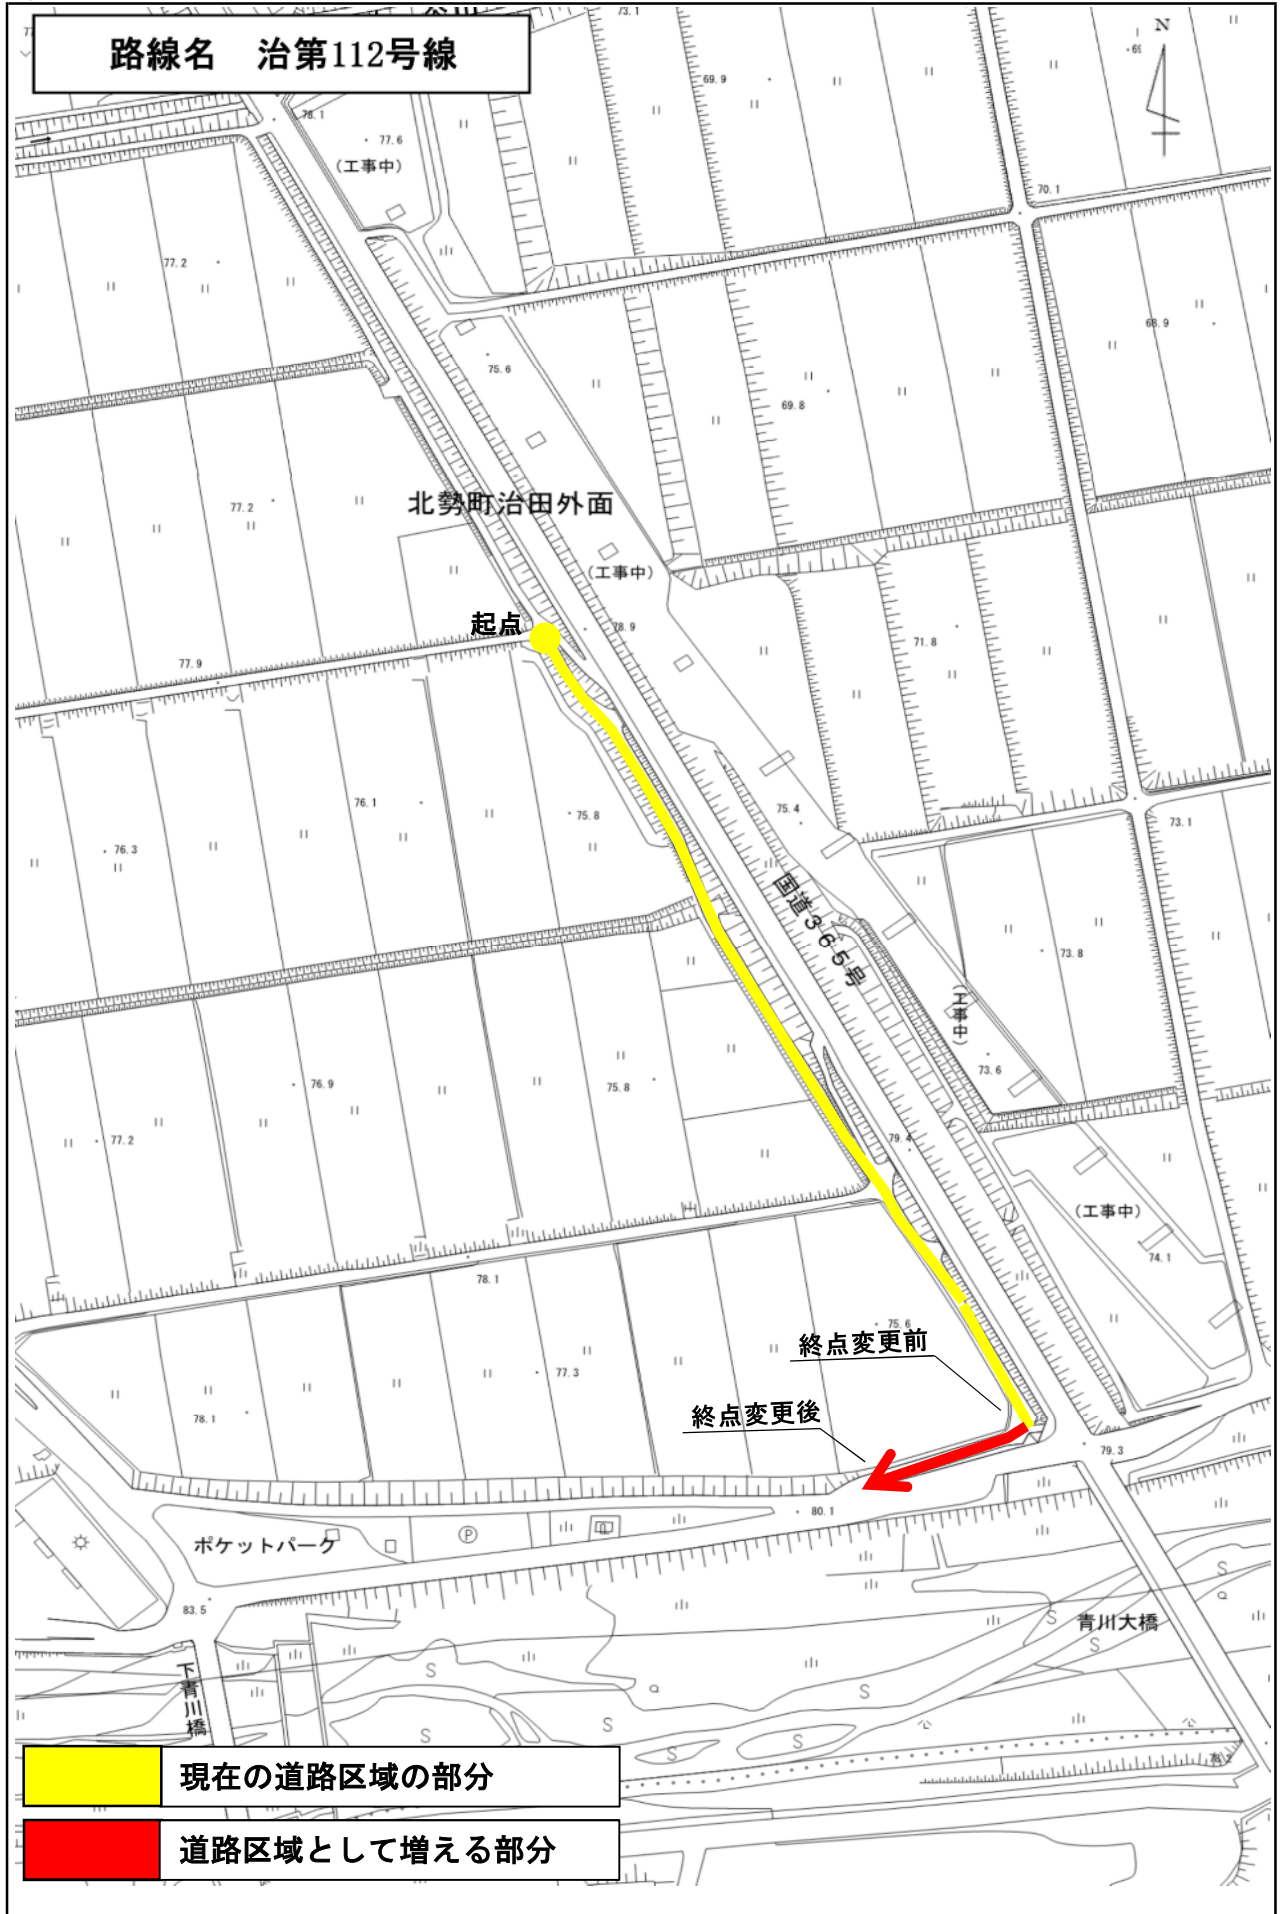 路線名　治第112号線
N
73.1
69.9
78.1
77.6
(工事中)
70.1
77.2
68.9
75.6
69.8
77.2
北勢町治田外面
(工事中)
起点
78.9
77.9
71.8
76.1
75.8
75.4
73.1
76.3
国道365号
73.8
(工事中)
76.9
75.8
73.6
77.2
79.4
(工事中)
74.1
78.1
75.6
終点変更前
77.3
78.1
終点変更後
79.3
80.1
ポケットパーク
P
83.5
青川大橋
下青川橋
S
S
S
S
S
S
S
S
S
現在の道路区域の部分
道路区域として増える部分